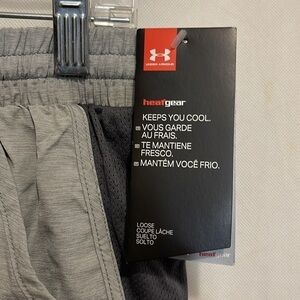 UNDER ARMOUR
heatgear
KEEPS YOU COOL.
VOUS GARDE
AU FRAIS.
TE MANTIENE
FRESCO.
MANTÉM VOCÊ FRIO.
LOOSE
COUPE LÂCHE
SUELTO
SOLTO
heatgear